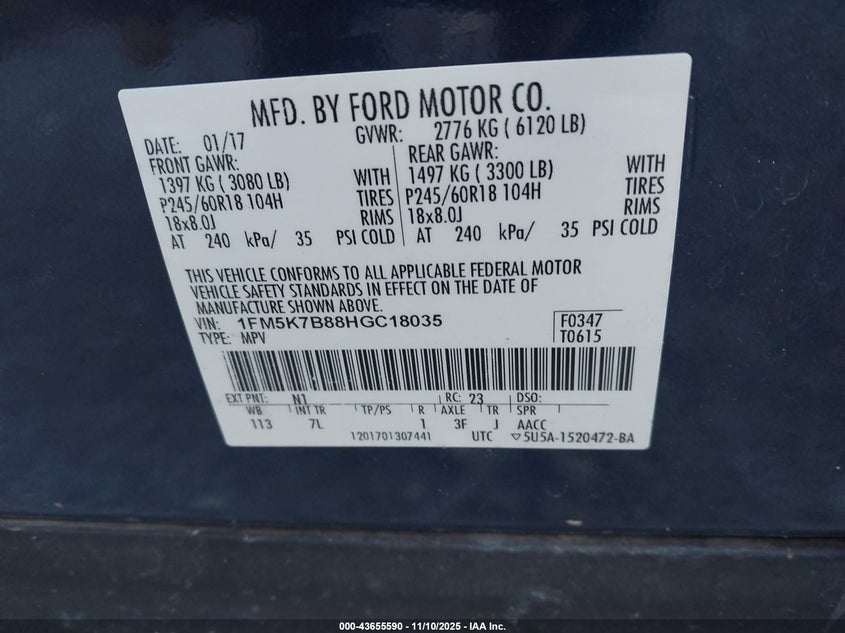 MFD. BY FORD MOTOR CO.
DATE: 01/17 GVWR: 2776 KG ( 6120 LB)
FRONT GAWR: REAR GAWR:
1397 KG ( 3080 LB) WITH 1497 KG ( 3300 LB) WITH
P245/60R18 104H TIRES P245/60R18 104H TIRES
18x8.0J RIMS 18x8.0J RIMS
AT 240 kPa/ 35 PSI COLD AT 240 kPa/ 35 PSI COLD
THIS VEHICLE CONFORMS TO ALL APPLICABLE FEDERAL MOTOR
VEHICLE SAFETY STANDARDS IN EFFECT ON THE DATE OF
MANUFACTURE SHOWN ABOVE.
VIN: 1FM5K7B88HGC18035 F0347
TYPE: MPV T0615
EXT PNT: N1 RC: 23 DSO:
WB INT TR TP/PS R AXLE TR SPR
113 7L 1 3F J AACC
1201701307441 UTC ▽5U5A-1520472-BA
000-43655590 - 11/10/2025 - IAA Inc.